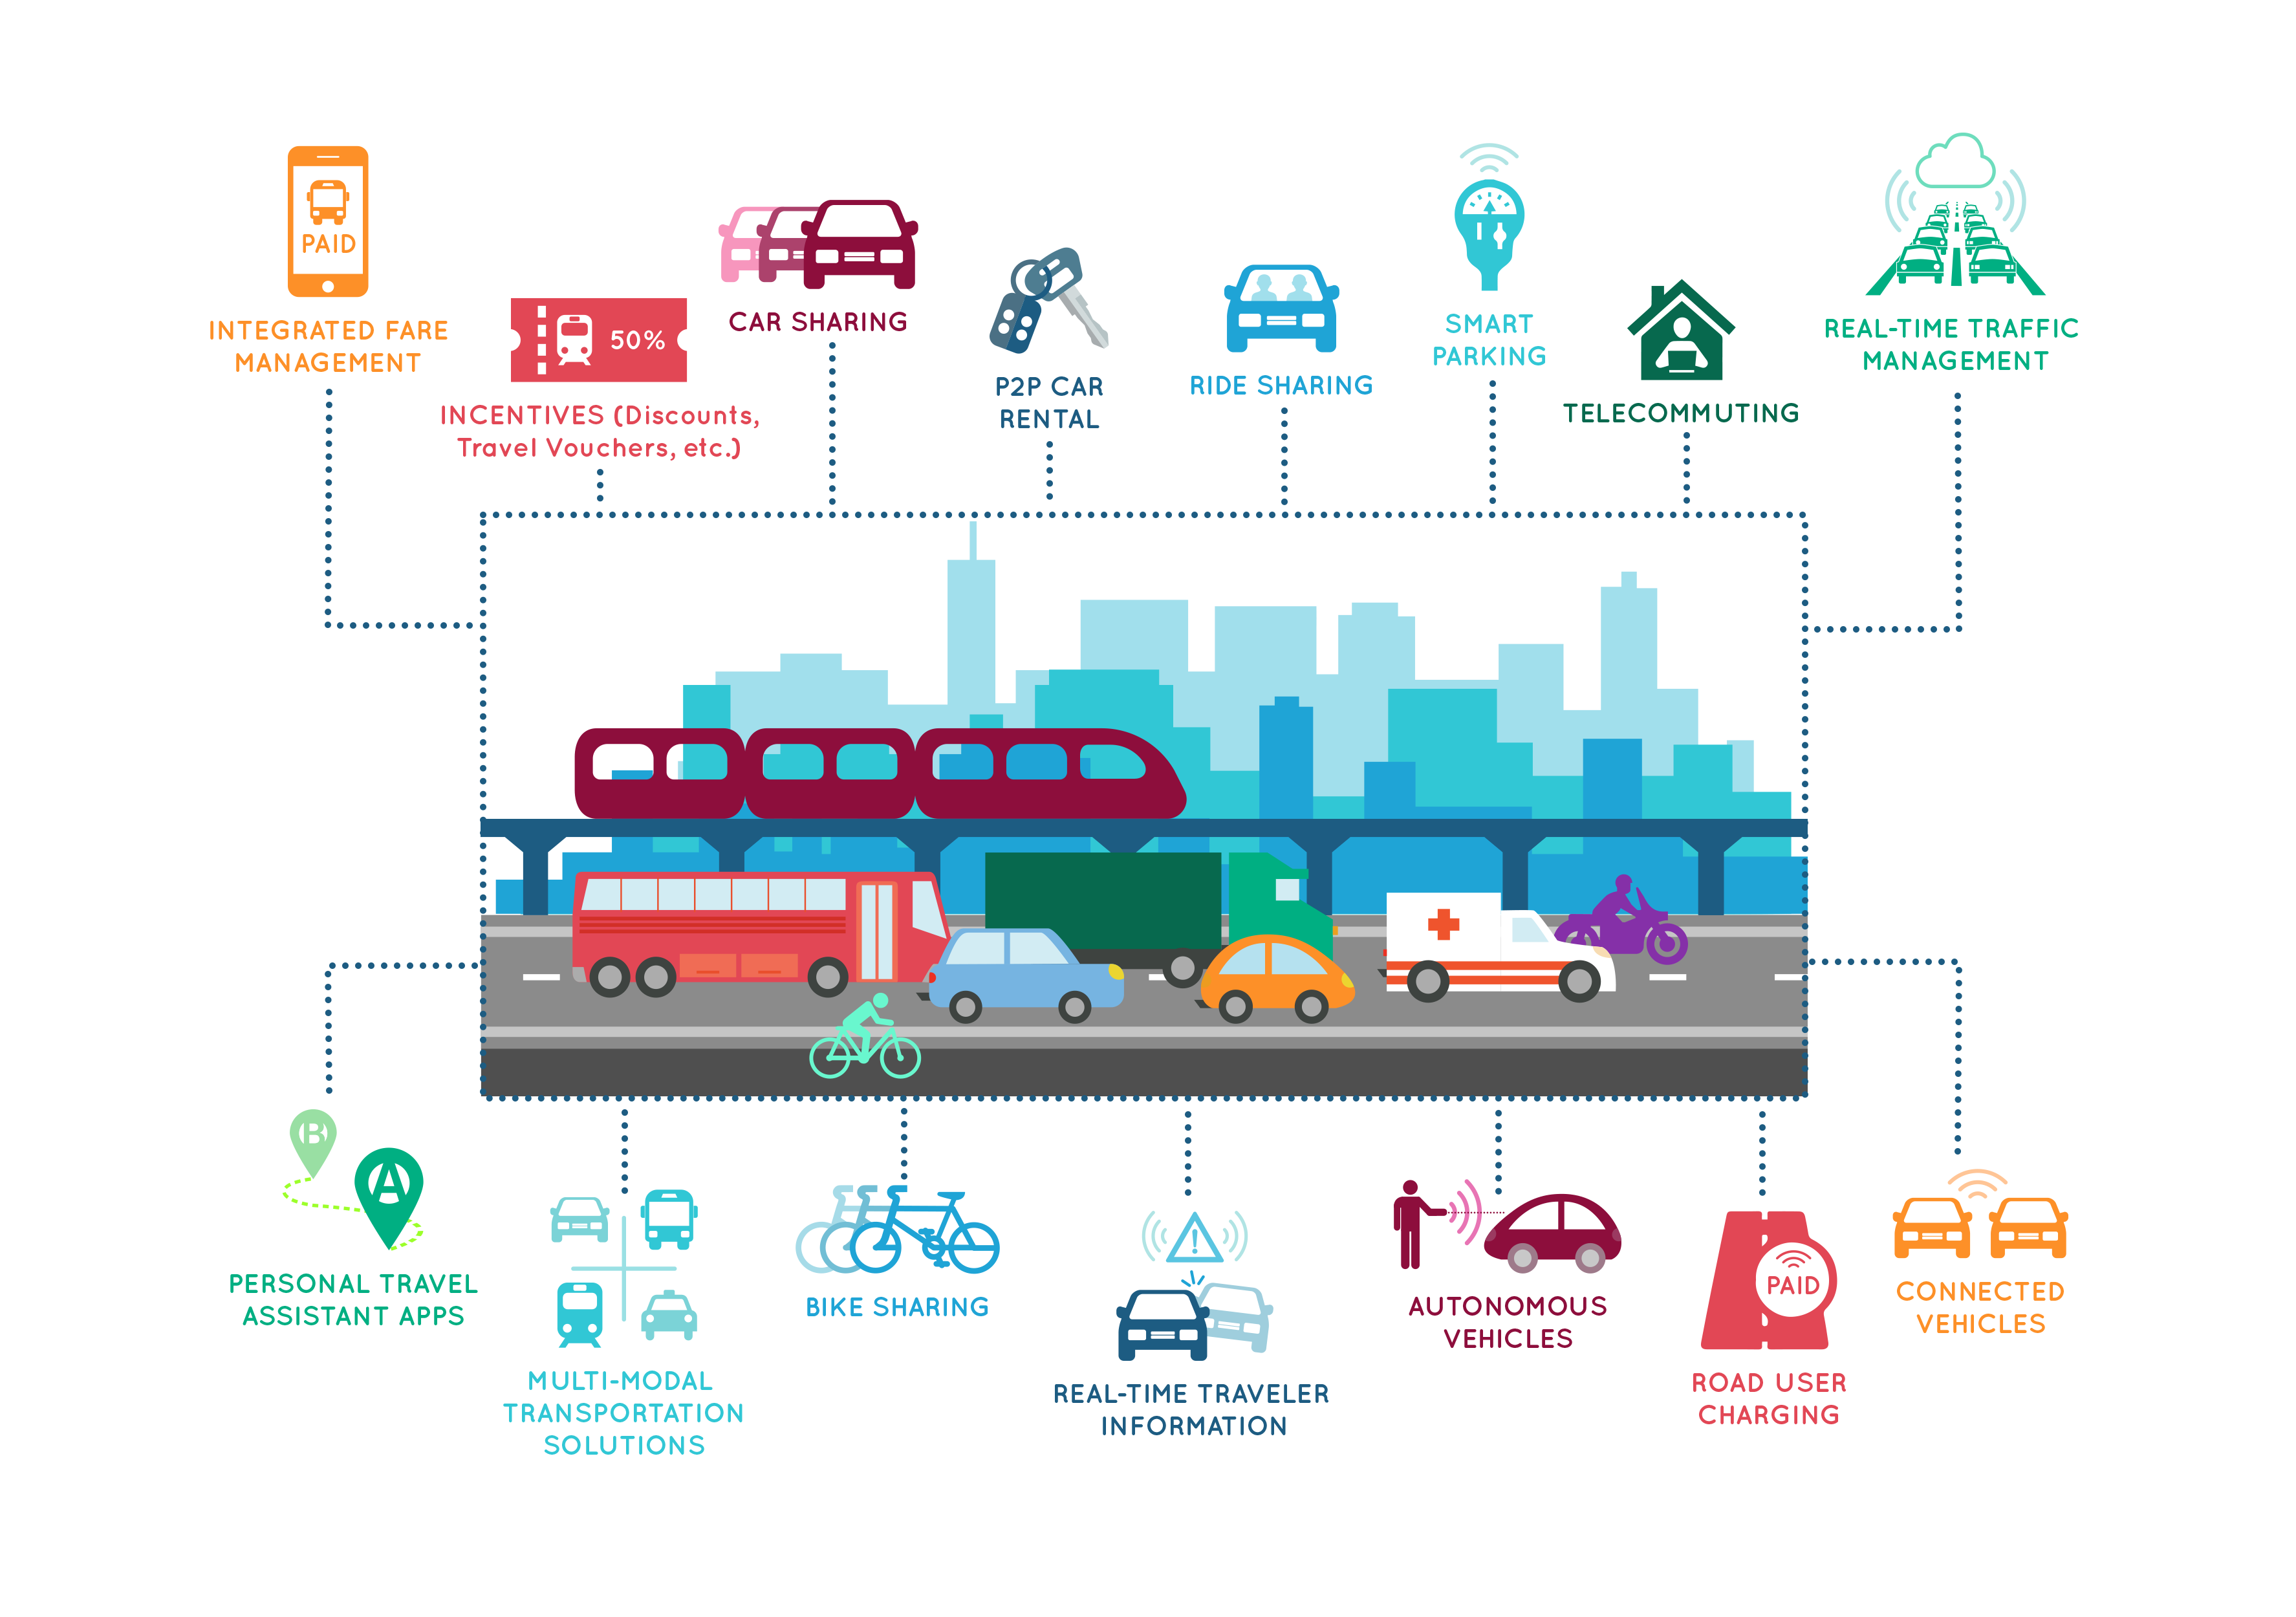 PAID
INTEGRATED FARE
MANAGEMENT
50%
INCENTIVES (Discounts,
Travel Vouchers, etc.)
CAR SHARING
P2P CAR
RENTAL
RIDE SHARING
SMART
PARKING
TELECOMMUTING
REAL-TIME TRAFFIC
MANAGEMENT
B
A
PERSONAL TRAVEL
ASSISTANT APPS
MULTI-MODAL
TRANSPORTATION
SOLUTIONS
BIKE SHARING
!
REAL-TIME TRAVELER
INFORMATION
AUTONOMOUS
VEHICLES
PAID
ROAD USER
CHARGING
CONNECTED
VEHICLES